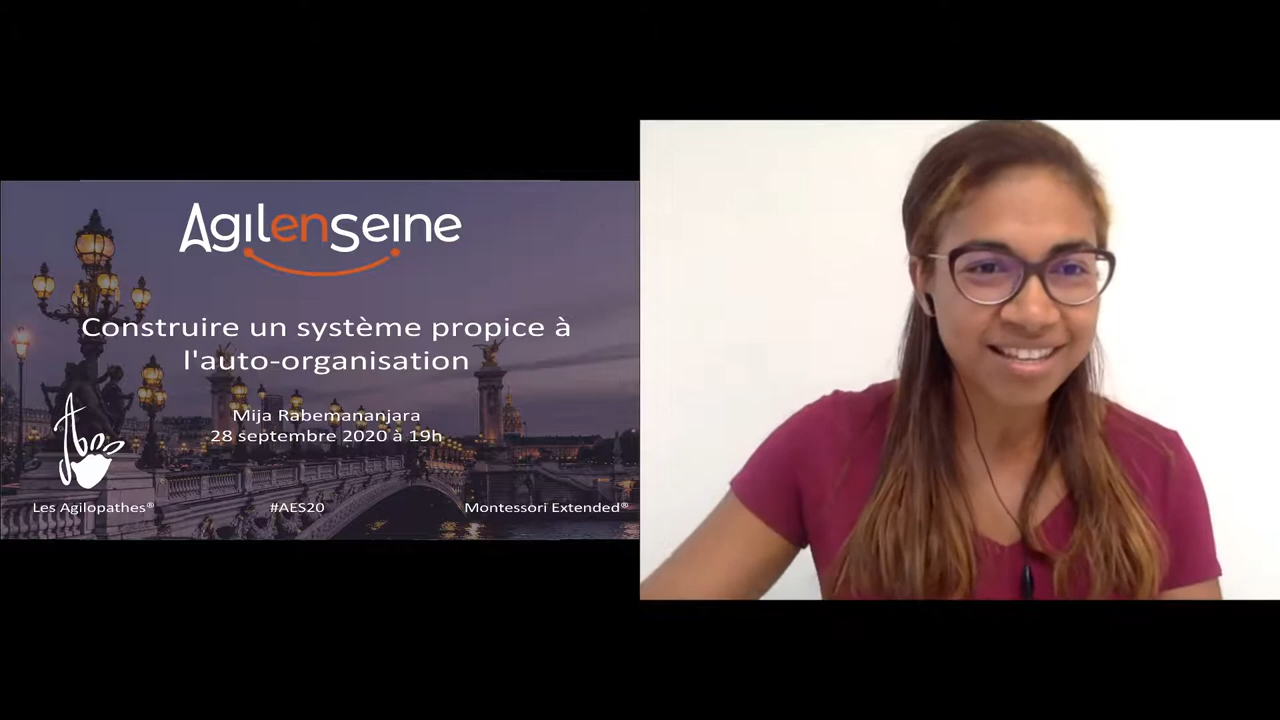 Agilenseine
Construire un système propice à
l'auto-organisation
Mija Rabemananjara
28 septembre 2020 à 19h
Les Agilopathes®
#AES20
Montessori Extended®